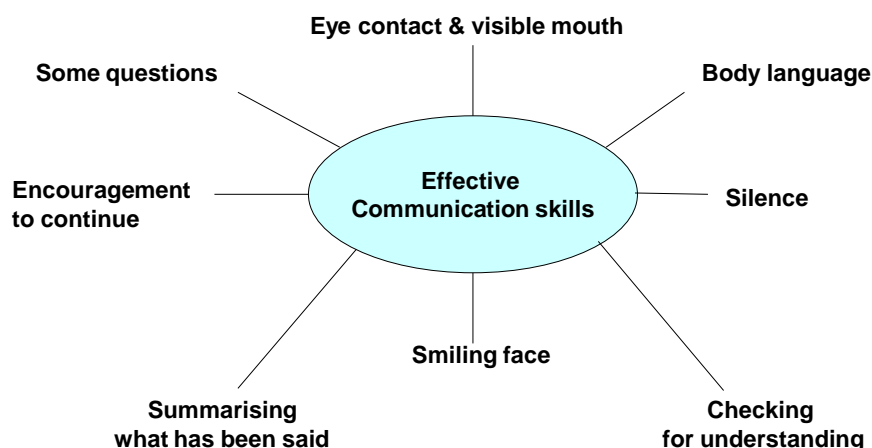 Eye contact & visible mouth
Some questions
Body language
Encouragement
to continue
Effective
Communication skills
Silence
Smiling face
Summarising
what has been said
Checking
for understanding